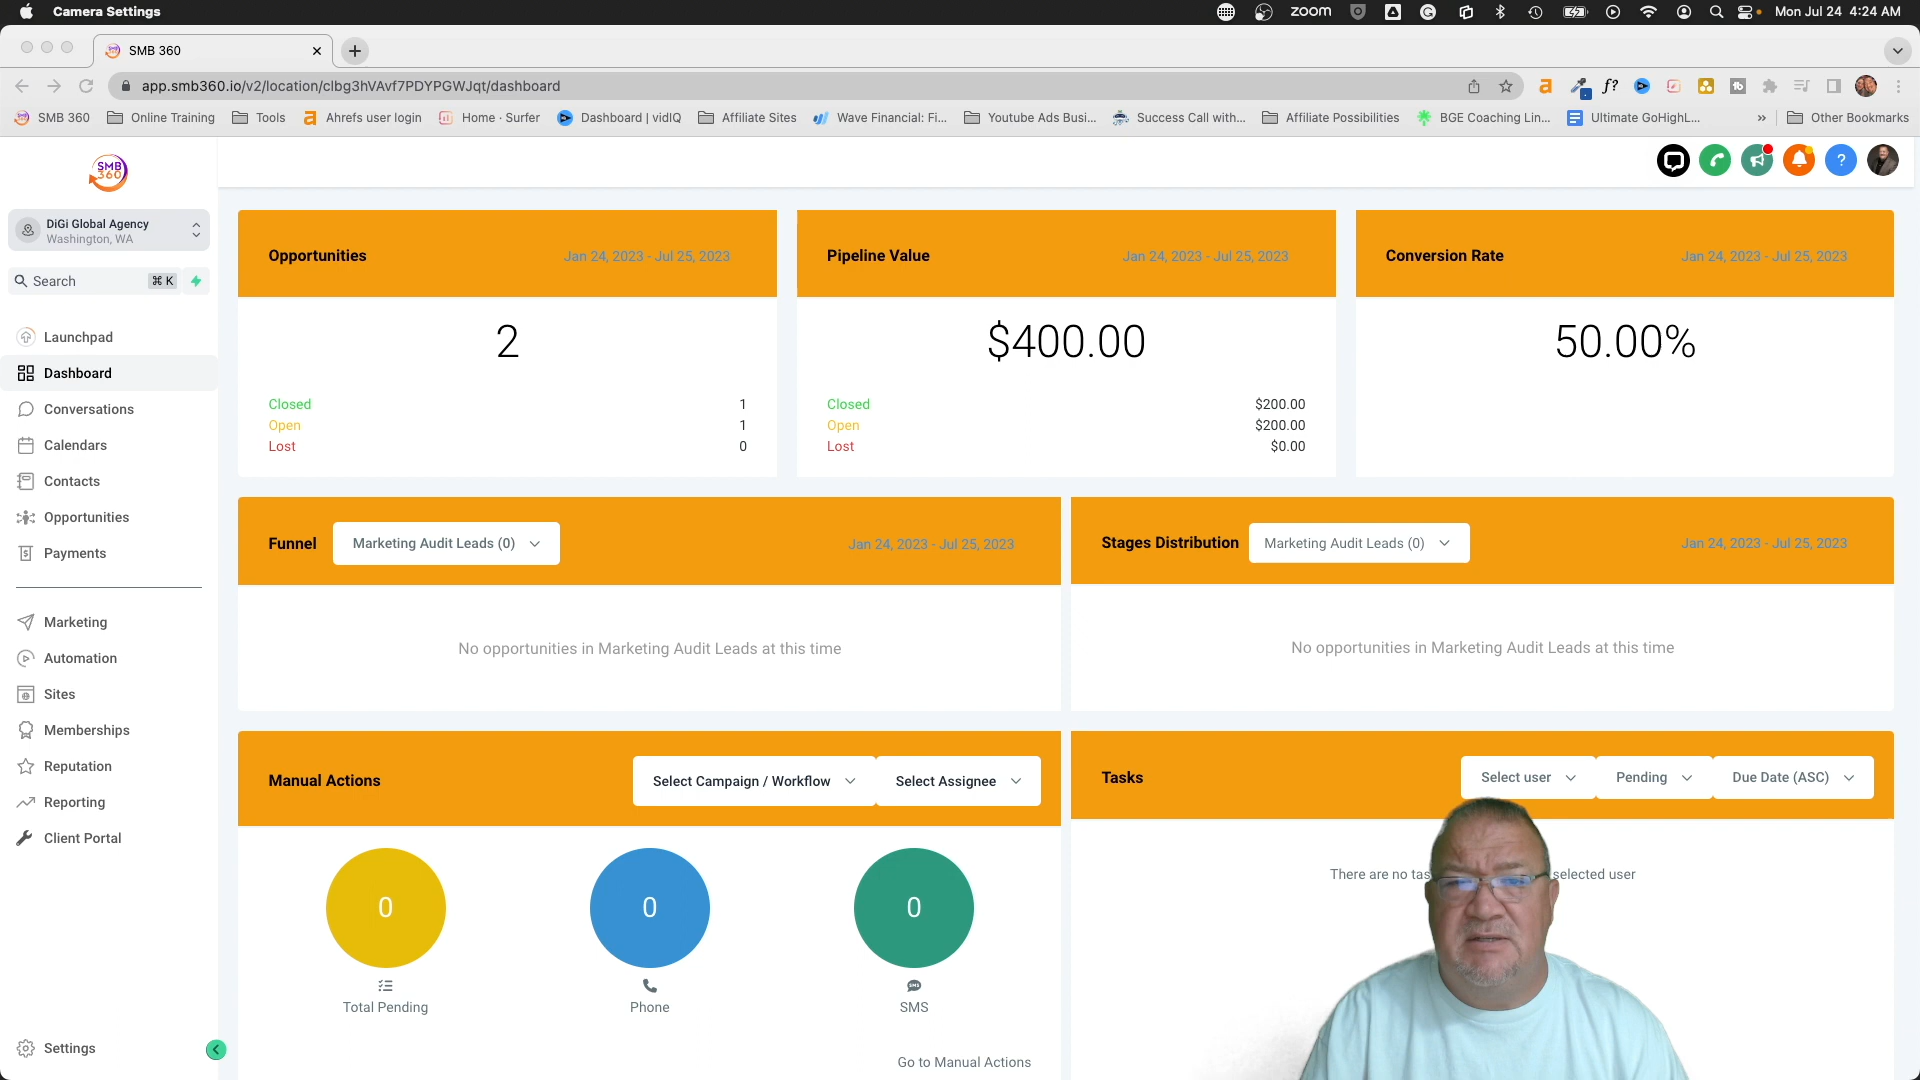 Camera Settings
zoom
Mon Jul 24 4:24 AM
SMB 360
app.smb360.io/v2/location/clbg3hVAvf7PDYPGWJqt/dashboard
SMB 360
Online Training
Tools
Ahrefs user login
Home · Surfer
Dashboard | vidIQ
Affiliate Sites
Wave Financial: Fi...
Youtube Ads Busi...
Success Call with...
Affiliate Possibilities
BGE Coaching Lin...
Ultimate GoHighL...
»
Other Bookmarks
SMB
360
DiGi Global Agency
Washington, WA
Search
⌘ K
Launchpad
Dashboard
Conversations
Calendars
Contacts
Opportunities
Payments
Marketing
Automation
Sites
Memberships
Reputation
Reporting
Client Portal
Settings
Opportunities
Jan 24, 2023 - Jul 25, 2023
2
Closed 1
Open 1
Lost 0
Pipeline Value
Jan 24, 2023 - Jul 25, 2023
$400.00
Closed $200.00
Open $200.00
Lost $0.00
Conversion Rate
Jan 24, 2023 - Jul 25, 2023
50.00%
Funnel
Marketing Audit Leads (0)
Jan 24, 2023 - Jul 25, 2023
No opportunities in Marketing Audit Leads at this time
Stages Distribution
Marketing Audit Leads (0)
Jan 24, 2023 - Jul 25, 2023
No opportunities in Marketing Audit Leads at this time
Manual Actions
Select Campaign / Workflow
Select Assignee
0
Total Pending
0
Phone
0
SMS
SMS
Go to Manual Actions
Tasks
Select user
Pending
Due Date (ASC)
There are no tas
selected user